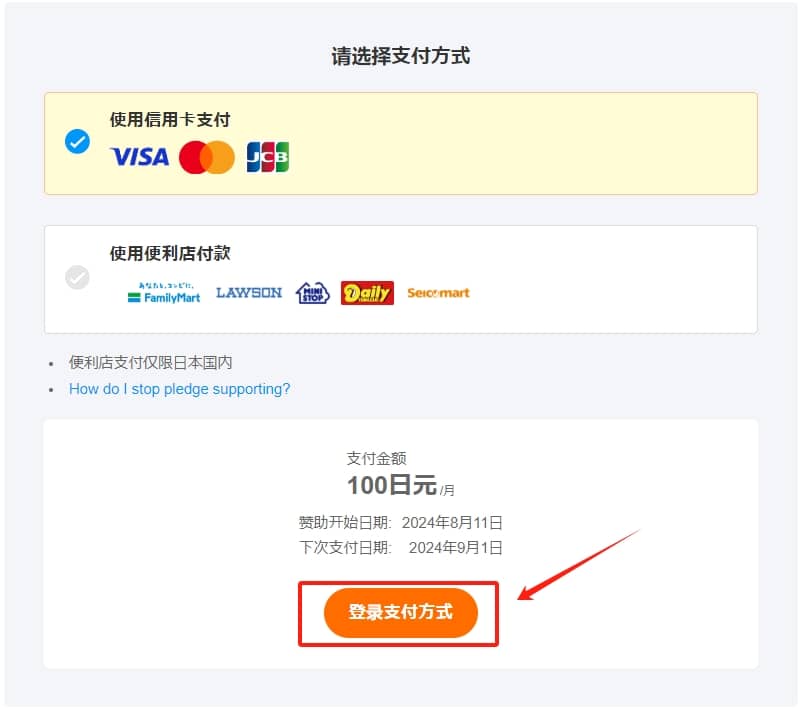 请选择支付方式
使用信用卡支付
VISA JCB
使用便利店付款
あなたと、コンビに、
FamilyMart LAWSON MINI STOP Daily Seicomart
便利店支付仅限日本国内
How do I stop pledge supporting?
支付金额
100日元/月
赞助开始日期: 2024年8月11日
下次支付日期: 2024年9月1日
登录支付方式